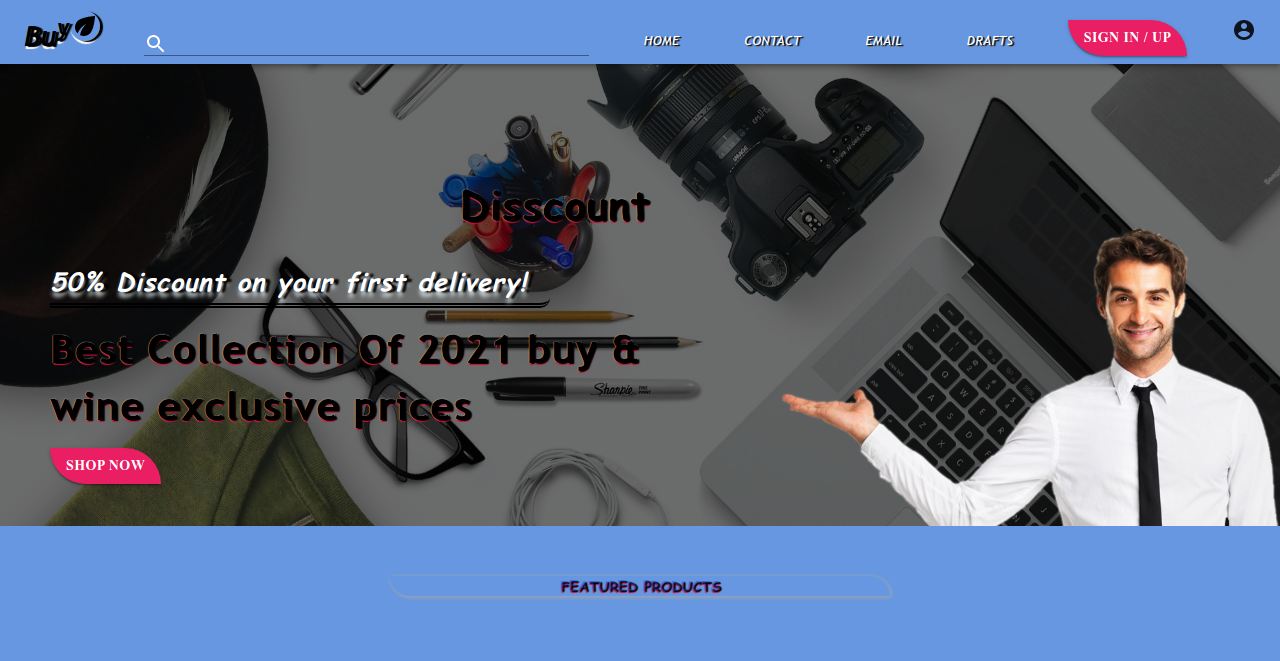 Buy
HOME CONTACT EMAIL DRAFTS SIGN IN / UP
Disscount
50% Discount on your first delivery!
Best Collection Of 2021 buy &
wine exclusive prices
Sharpie
SHOP NOW
FEATURED PRODUCTS